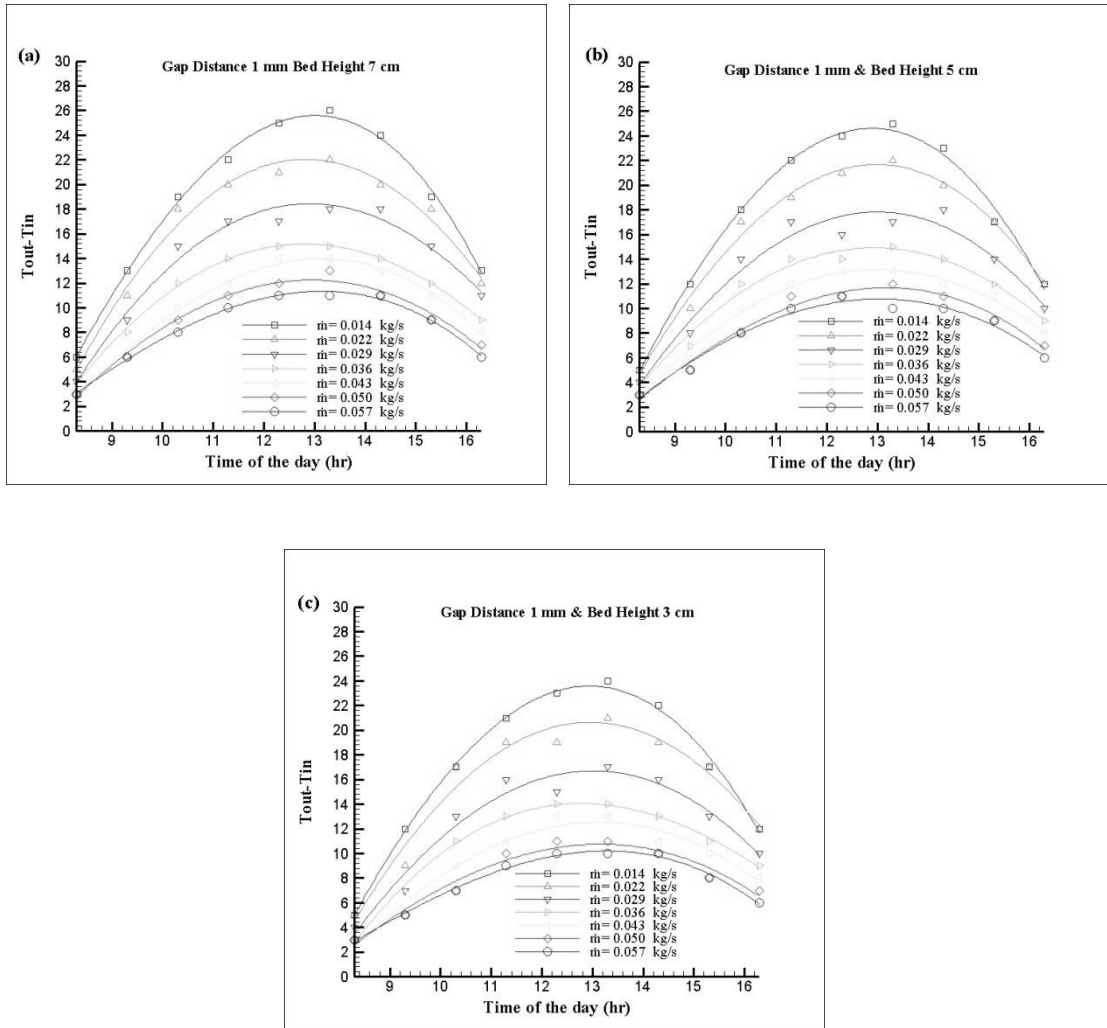 (a)
Gap Distance 1 mm Bed Height 7 cm
Tout-Tin
30
28
26
24
22
20
18
16
14
12
10
8
6
4
2
0
ṁ= 0.014 kg/s
ṁ= 0.022 kg/s
ṁ= 0.029 kg/s
ṁ= 0.036 kg/s
ṁ= 0.043 kg/s
ṁ= 0.050 kg/s
ṁ= 0.057 kg/s
9 10 11 12 13 14 15 16
Time of the day (hr)
(b)
Gap Distance 1 mm & Bed Height 5 cm
Tout-Tin
30
28
26
24
22
20
18
16
14
12
10
8
6
4
2
0
ṁ= 0.014 kg/s
ṁ= 0.022 kg/s
ṁ= 0.029 kg/s
ṁ= 0.036 kg/s
ṁ= 0.043 kg/s
ṁ= 0.050 kg/s
ṁ= 0.057 kg/s
9 10 11 12 13 14 15 16
Time of the day (hr)
(c)
Gap Distance 1 mm & Bed Height 3 cm
Tout-Tin
30
28
26
24
22
20
18
16
14
12
10
8
6
4
2
0
ṁ= 0.014 kg/s
ṁ= 0.022 kg/s
ṁ= 0.029 kg/s
ṁ= 0.036 kg/s
ṁ= 0.043 kg/s
ṁ= 0.050 kg/s
ṁ= 0.057 kg/s
9 10 11 12 13 14 15 16
Time of the day (hr)